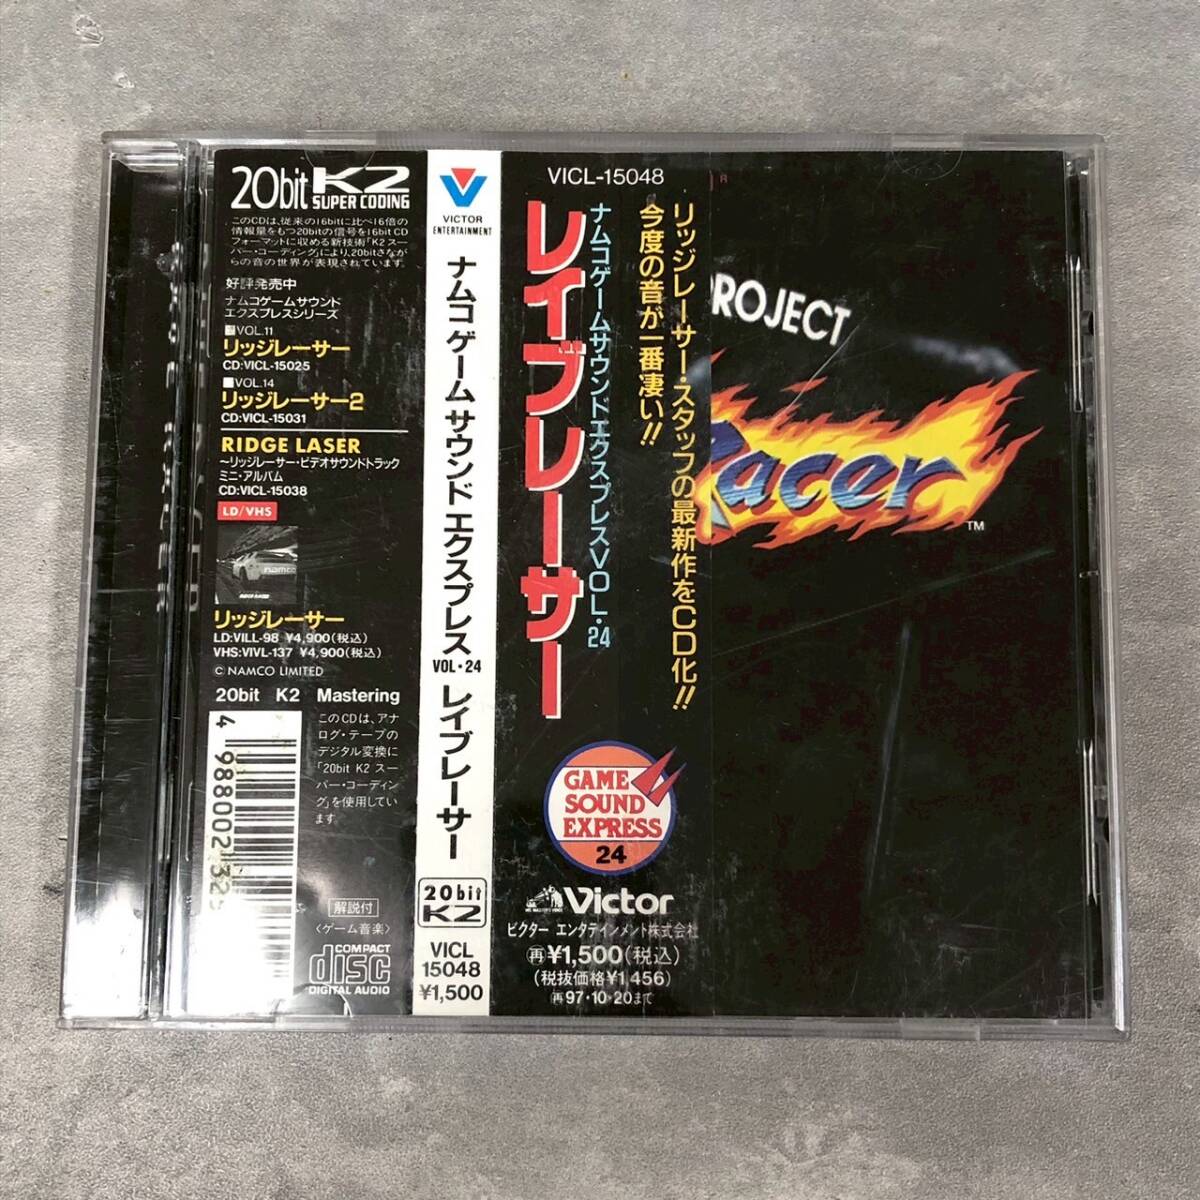 20bit K2
SUPER CODING
このCDは、従来の16bitに比べ16倍の
情報量をもつ20bitの信号を16bit CD
フォーマットに収める新技術「K2スー
パー・コーディング」により、20bitさなが
らの音の世界が表現されています。
好評発売中
ナムコゲームサウンド
エクスプレスシリーズ
VOL.11
リッジレーサー
CD:VICL-15025
VOL.14
リッジレーサー2
CD:VICL-15031
RIDGE LASER
～リッジレーサー・ビデオサウンドトラック
ミニ・アルバム
CD:VICL-15038
LD/VHS
namco
リッジレーサー
LD:VILL-98 ¥4,900(税込)
VHS:VIVL-137 ¥4,900(税込)
© NAMCO LIMITED
20bit K2 Mastering
このCDは、アナ
ログ・テープの
デジタル変換に
「20bit K2 スー
パー・コーディン
グ」を使用してい
ます
4 988002 32
解説付
〈ゲーム音楽〉
COMPACT
disc
DIGITAL AUDIO
VICTOR
ENTERTAINMENT
ナムコ ゲーム サウンド エクスプレス VOL・24 レイブレーサー
20bit
K2
VICL
15048
¥1,500
VICL-15048
リッジレーサー・スタッフの最新作をCD化!!
今度の音が一番凄い!!
ナムコゲームサウンドエクスプレスVOL・24
レイブレーサー
GAME
SOUND
EXPRESS
24
Victor
ビクター エンタテインメント株式会社
再¥1,500(税込)
(税抜価格¥1,456)
再97・10・20まで
R
ROJECT
Racer
TM